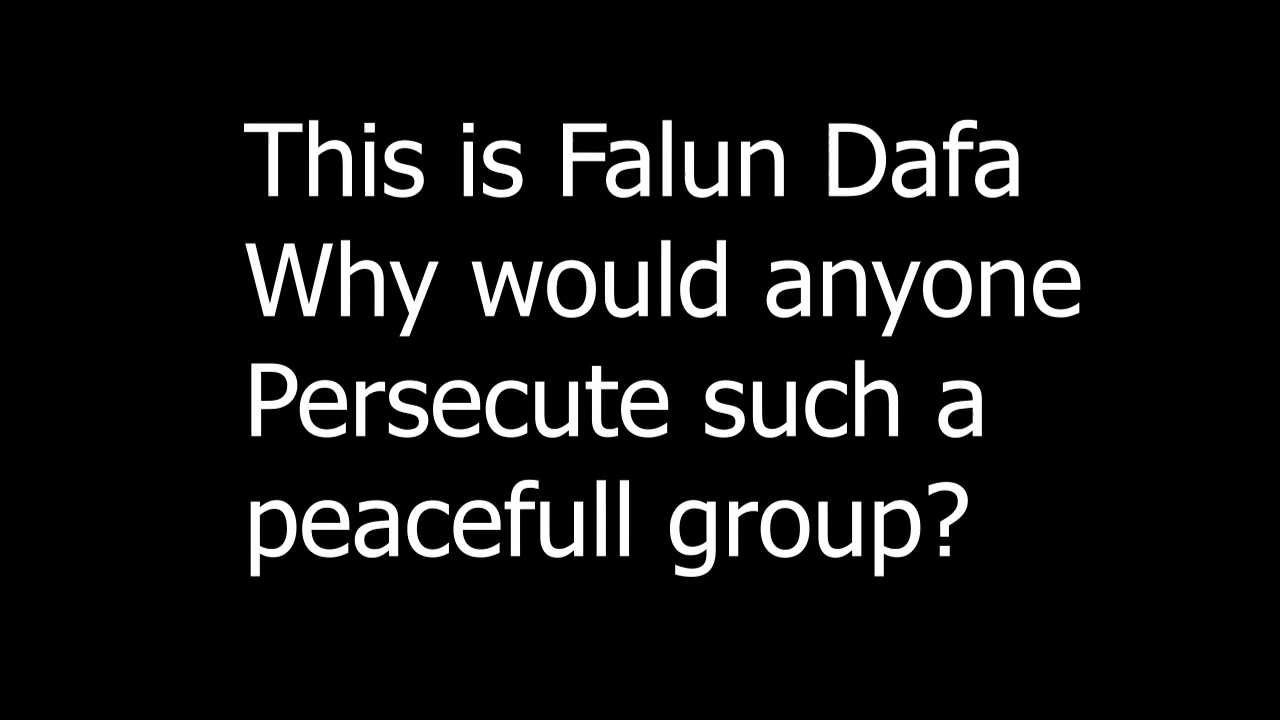 This is Falun Dafa
Why would anyone
Persecute such a
peacefull group?